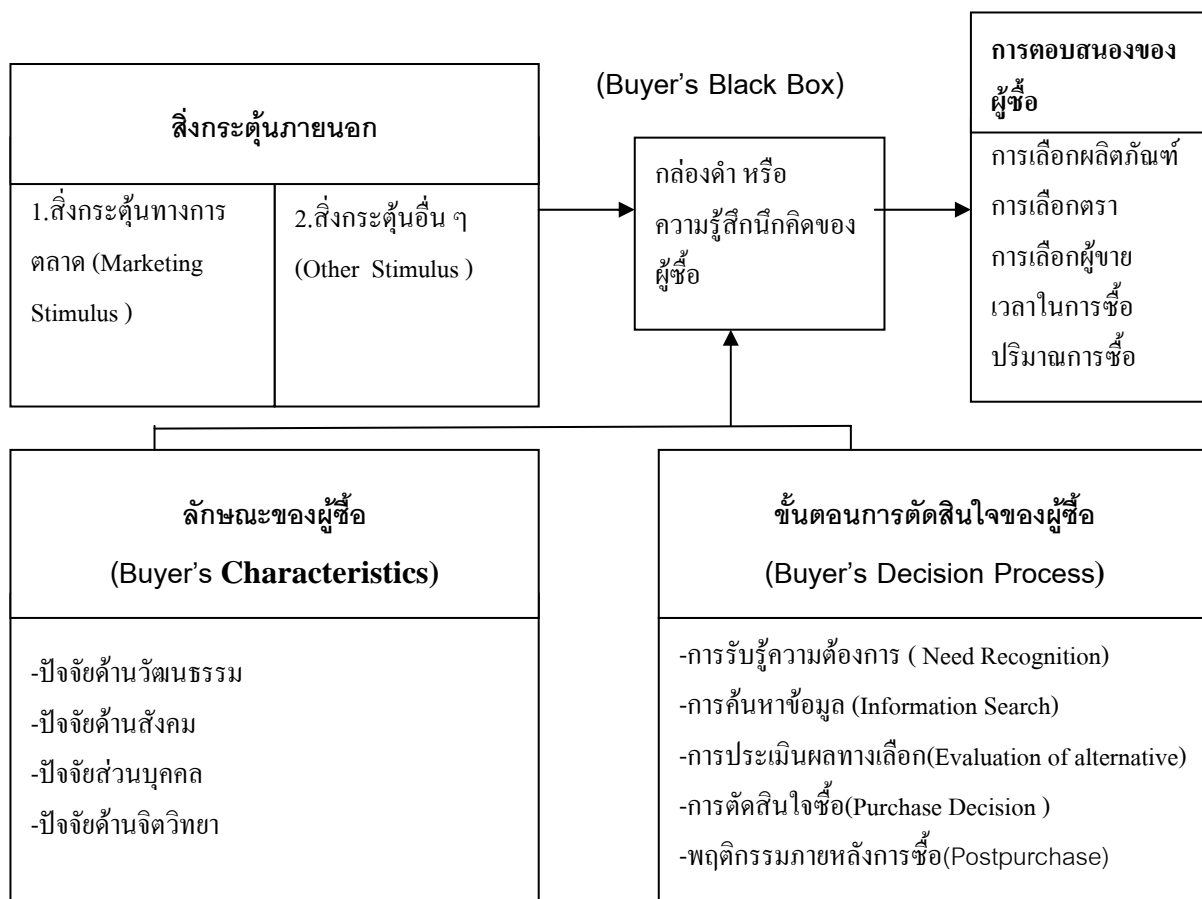 สิ่งกระตุ้นภายนอก
1.สิ่งกระตุ้นทางการ
ตลาด (Marketing
Stimulus )
2.สิ่งกระตุ้นอื่น ๆ
(Other Stimulus )
(Buyer’s Black Box)
กล่องดำ หรือ
ความรู้สึกนึกคิดของ
ผู้ซื้อ
การตอบสนองของ
ผู้ซื้อ
การเลือกผลิตภัณฑ์
การเลือกตรา
การเลือกผู้ขาย
เวลาในการซื้อ
ปริมาณการซื้อ
ลักษณะของผู้ซื้อ
(Buyer’s Characteristics)
-ปัจจัยด้านวัฒนธรรม
-ปัจจัยด้านสังคม
-ปัจจัยส่วนบุคคล
-ปัจจัยด้านจิตวิทยา
ขั้นตอนการตัดสินใจของผู้ซื้อ
(Buyer’s Decision Process)
-การรับรู้ความต้องการ ( Need Recognition)
-การค้นหาข้อมูล (Information Search)
-การประเมินผลทางเลือก(Evaluation of alternative)
-การตัดสินใจซื้อ(Purchase Decision )
-พฤติกรรมภายหลังการซื้อ(Postpurchase)